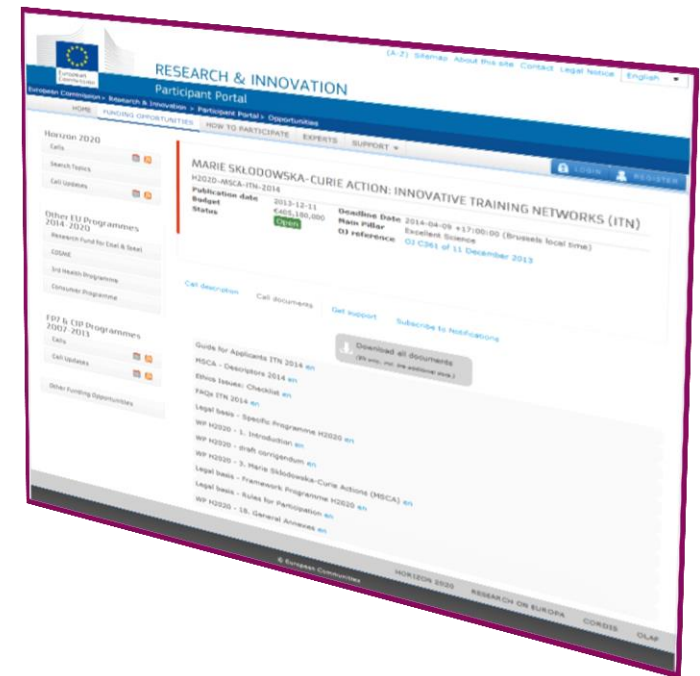 (A-Z) Sitemap About this site Contact Legal Notice English
European Commission
RESEARCH & INNOVATION
Participant Portal
European Commission > Research & Innovation > Participant Portal > Opportunities
HOME FUNDING OPPORTUNITIES HOW TO PARTICIPATE EXPERTS SUPPORT
LOGIN REGISTER
Horizon 2020
Calls
Search Topics
Call Updates
Other EU Programmes
2014-2020
Research Fund for Coal & Steel
COSME
3rd Health Programme
Consumer Programme
FP7 & CIP Programmes
2007-2013
Calls
Call Updates
Other Funding Opportunities
MARIE SKŁODOWSKA-CURIE ACTION: INNOVATIVE TRAINING NETWORKS (ITN)
H2020-MSCA-ITN-2014
Publication date 2013-12-11 Deadline Date 2014-04-09 +17:00:00 (Brussels local time)
Budget €405,180,000 Main Pillar Excellent Science
Status Open OJ reference OJ C361 of 11 December 2013
Call description Call documents Get support Subscribe to Notifications
Download all documents
Guide for Applicants ITN 2014 en
MSCA - Descriptors 2014 en
Ethics Issues: Checklist en
FAQs ITN 2014 en
Legal basis - Specific Programme H2020 en
WP H2020 - 1. Introduction en
WP H2020 - draft corrigendum en
WP H2020 - 3. Marie Sklodowska-Curie Actions (MSCA) en
Legal basis - Framework Programme H2020 en
Legal basis - Rules for Participation en
WP H2020 - 18. General Annexes en
© European Communities HORIZON 2020 RESEARCH ON EUROPA CORDIS OLAF